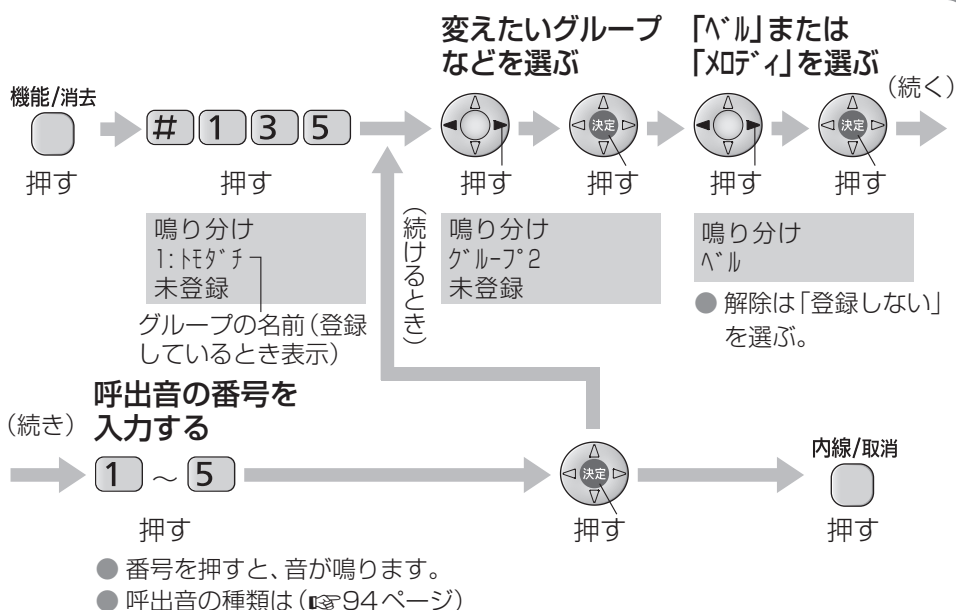 変えたいグループ
などを選ぶ
「ﾍﾞﾙ」または
「ﾒﾛﾃﾞｨ」を選ぶ
(続く)
機能/消去
# 1 3 5
決定
決定
押す
押す
押す
押す
押す
押す
鳴り分け
1:ﾄﾓﾀﾞﾁ
未登録
グループの名前(登録
しているとき表示)
(続けるとき)
鳴り分け
ｸﾞﾙｰﾌﾟ2
未登録
鳴り分け
ﾍﾞﾙ
● 解除は「登録しない」
を選ぶ。
(続き)
呼出音の番号を
入力する
1 ~ 5
決定
内線/取消
押す
押す
押す
● 番号を押すと、音が鳴ります。
● 呼出音の種類は(☞94ページ)